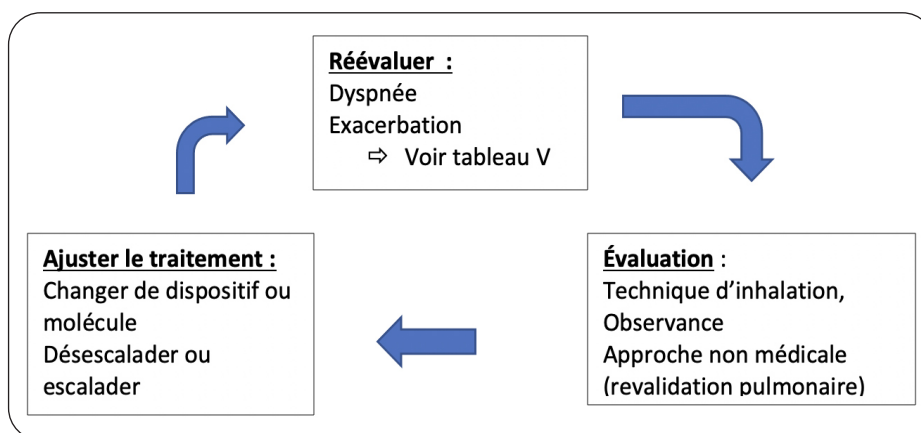 Réévaluer :
Dyspnée
Exacerbation
⇨ Voir tableau V
Évaluation :
Technique d’inhalation,
Observance
Approche non médicale
(revalidation pulmonaire)
Ajuster le traitement :
Changer de dispositif ou
molécule
Désescalader ou
escalader